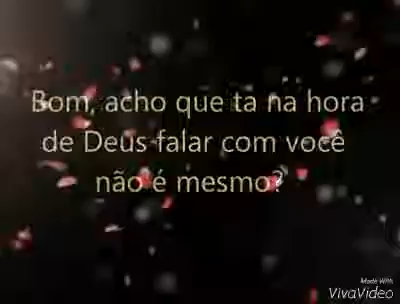 Bom, acho que ta na hora
de Deus falar com você
não é mesmo?
Made With
VivaVideo